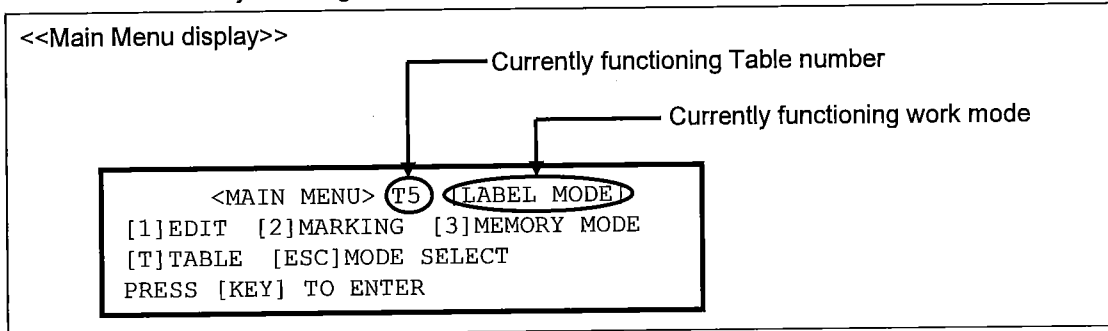 <<Main Menu display>>
Currently functioning Table number
Currently functioning work mode
<MAIN MENU> T5 [LABEL MODE]
[1]EDIT [2]MARKING [3]MEMORY MODE
[T]TABLE [ESC]MODE SELECT
PRESS [KEY] TO ENTER